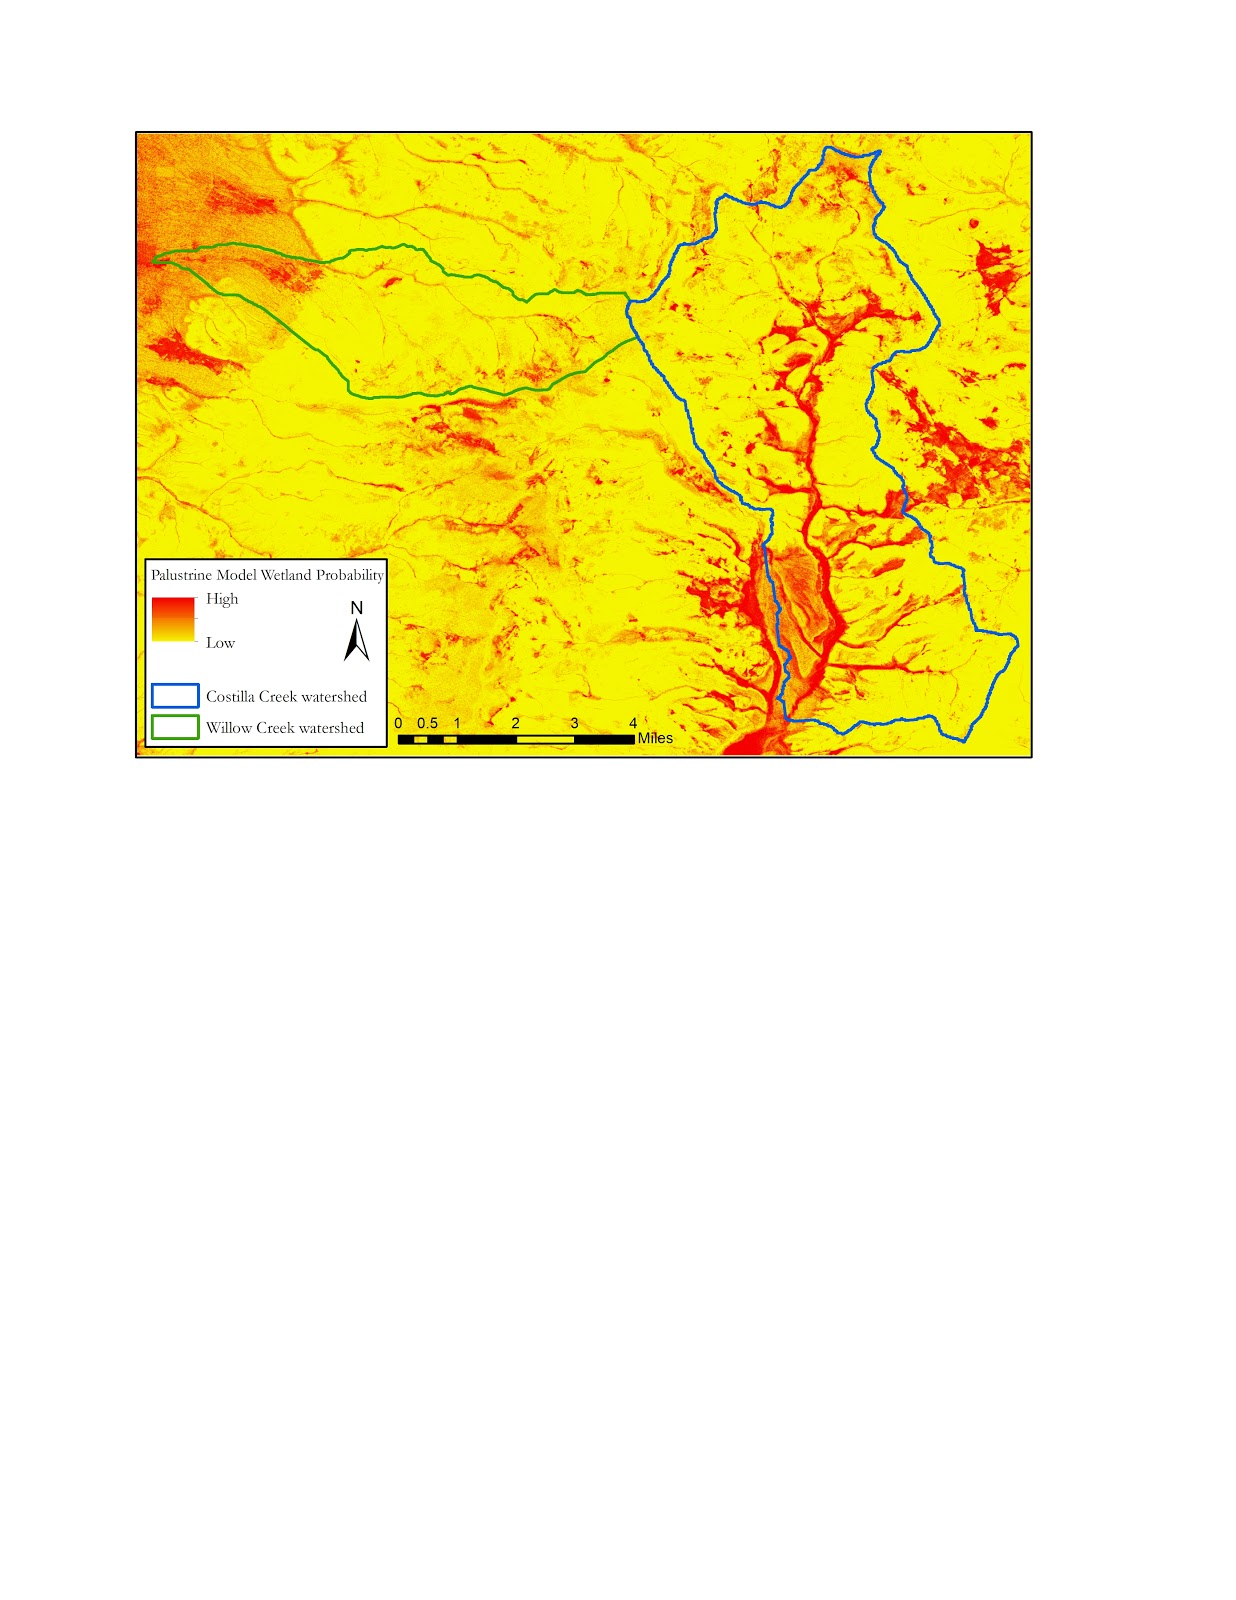 Palustrine Model Wetland Probability
High
Low
N
Costilla Creek watershed
Willow Creek watershed
0 0.5 1 2 3 4
Miles